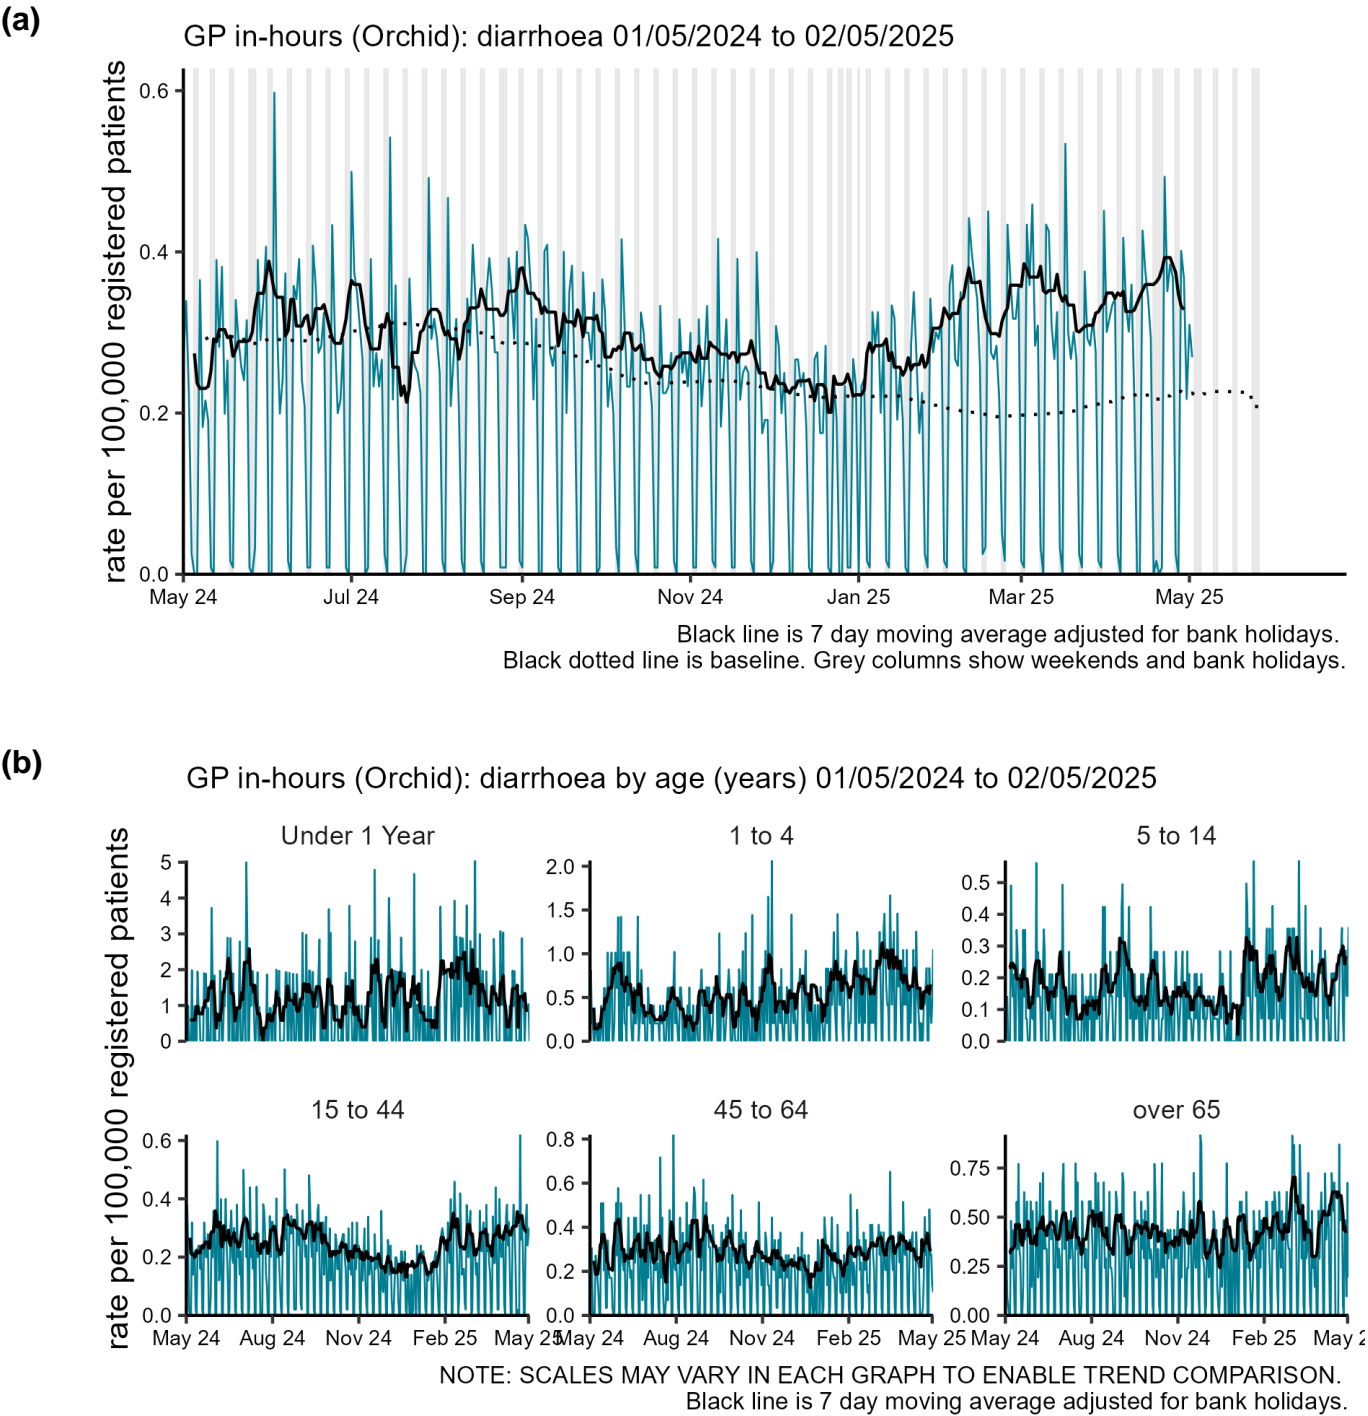 (a)
GP in-hours (Orchid): diarrhoea 01/05/2024 to 02/05/2025
rate per 100,000 registered patients
0.6
0.4
0.2
0.0
May 24 Jul 24 Sep 24 Nov 24 Jan 25 Mar 25 May 25
Black line is 7 day moving average adjusted for bank holidays.
Black dotted line is baseline. Grey columns show weekends and bank holidays.
(b)
GP in-hours (Orchid): diarrhoea by age (years) 01/05/2024 to 02/05/2025
rate per 100,000 registered patients
Under 1 Year
5
4
3
2
1
0
1 to 4
2.0
1.5
1.0
0.5
0.0
5 to 14
0.5
0.4
0.3
0.2
0.1
0.0
15 to 44
0.6
0.4
0.2
0.0
May 24 Aug 24 Nov 24 Feb 25 May 25
45 to 64
0.8
0.6
0.4
0.2
0.0
May 24 Aug 24 Nov 24 Feb 25 May 25
over 65
0.75
0.50
0.25
0.00
May 24 Aug 24 Nov 24 Feb 25 May 2
NOTE: SCALES MAY VARY IN EACH GRAPH TO ENABLE TREND COMPARISON.
Black line is 7 day moving average adjusted for bank holidays.